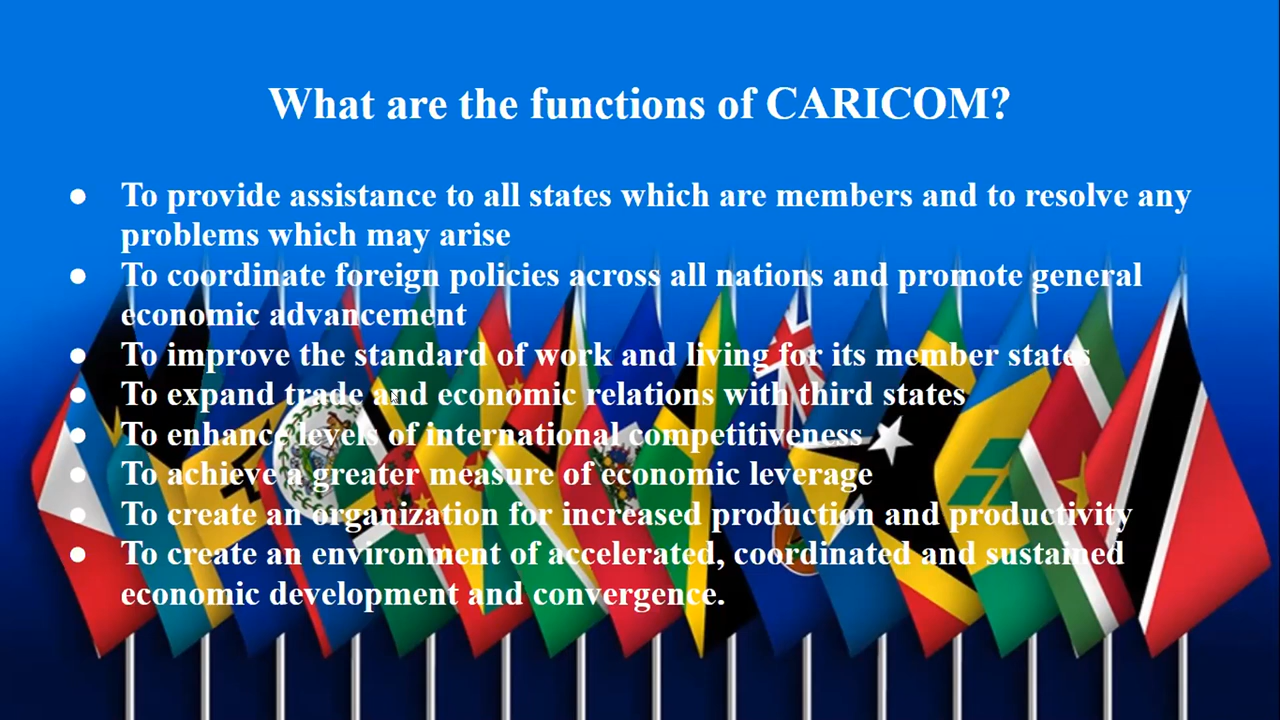 What are the functions of CARICOM?
● To provide assistance to all states which are members and to resolve any
problems which may arise
● To coordinate foreign policies across all nations and promote general
economic advancement
● To improve the standard of work and living for its member states
● To expand trade and economic relations with third states
● To enhance levels of international competitiveness
● To achieve a greater measure of economic leverage
● To create an organization for increased production and productivity
● To create an environment of accelerated, coordinated and sustained
economic development and convergence.